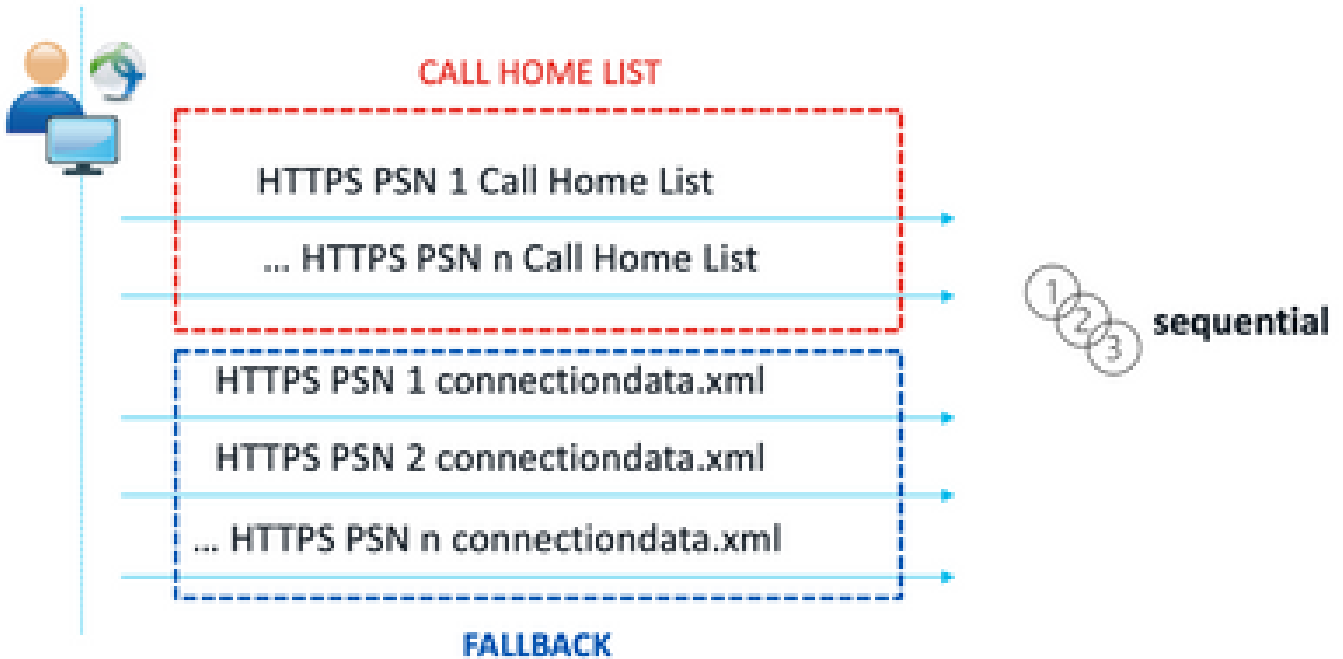 CALL HOME LIST
HTTPS PSN 1 Call Home List
... HTTPS PSN n Call Home List
1
2
3
sequential
HTTPS PSN 1 connectiondata.xml
HTTPS PSN 2 connectiondata.xml
... HTTPS PSN n connectiondata.xml
FALLBACK